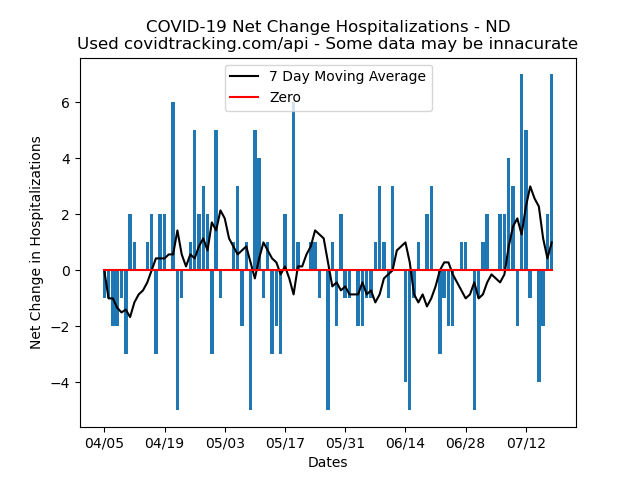 COVID-19 Net Change Hospitalizations - ND
Used covidtracking.com/api - Some data may be innacurate
7 Day Moving Average
Zero
Net Change in Hospitalizations
6
4
2
0
−2
−4
04/05 04/19 05/03 05/17 05/31 06/14 06/28 07/12
Dates